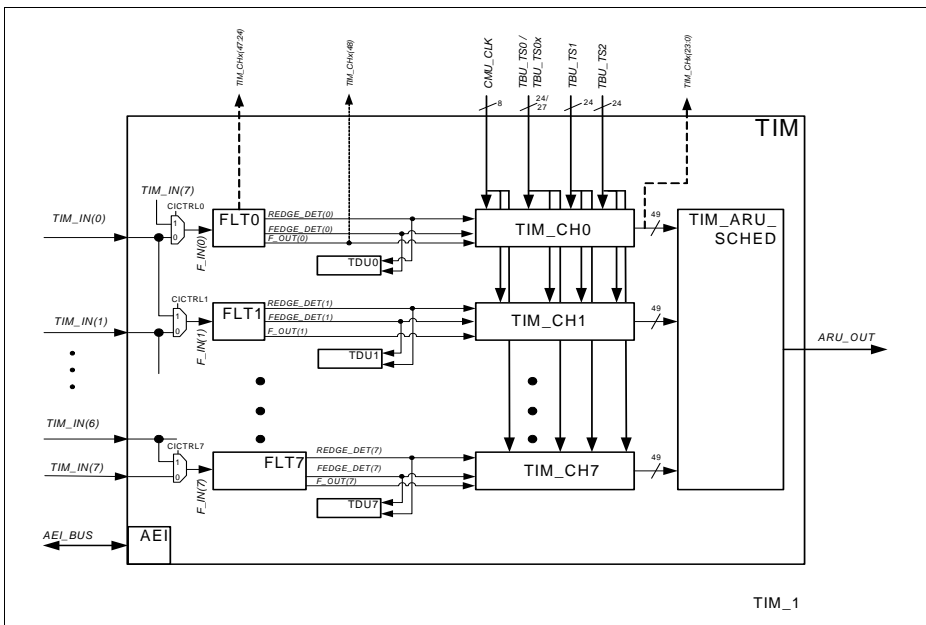 TIM_CHx(47:24)
TIM_CHx(48)
CMU_CLK
TBU_TS0 /
TBU_TS0x
TBU_TS1
TBU_TS2
TIM_CHx(23:0)
8
24/
27
24
24
TIM
TIM_IN(7)
CICTRL0
TIM_IN(0)
1
0
F_IN(0)
FLT0
REDGE_DET(0)
FEDGE_DET(0)
F_OUT(0)
TDU0
TIM_CH0
49
TIM_ARU_
SCHED
CICTRL1
TIM_IN(1)
1
0
F_IN(1)
FLT1
REDGE_DET(1)
FEDGE_DET(1)
F_OUT(1)
TDU1
TIM_CH1
49
ARU_OUT
TIM_IN(6)
CICTRL7
TIM_IN(7)
1
0
F_IN(7)
FLT7
REDGE_DET(7)
FEDGE_DET(7)
F_OUT(7)
TDU7
TIM_CH7
49
AEI_BUS
AEI
TIM_1